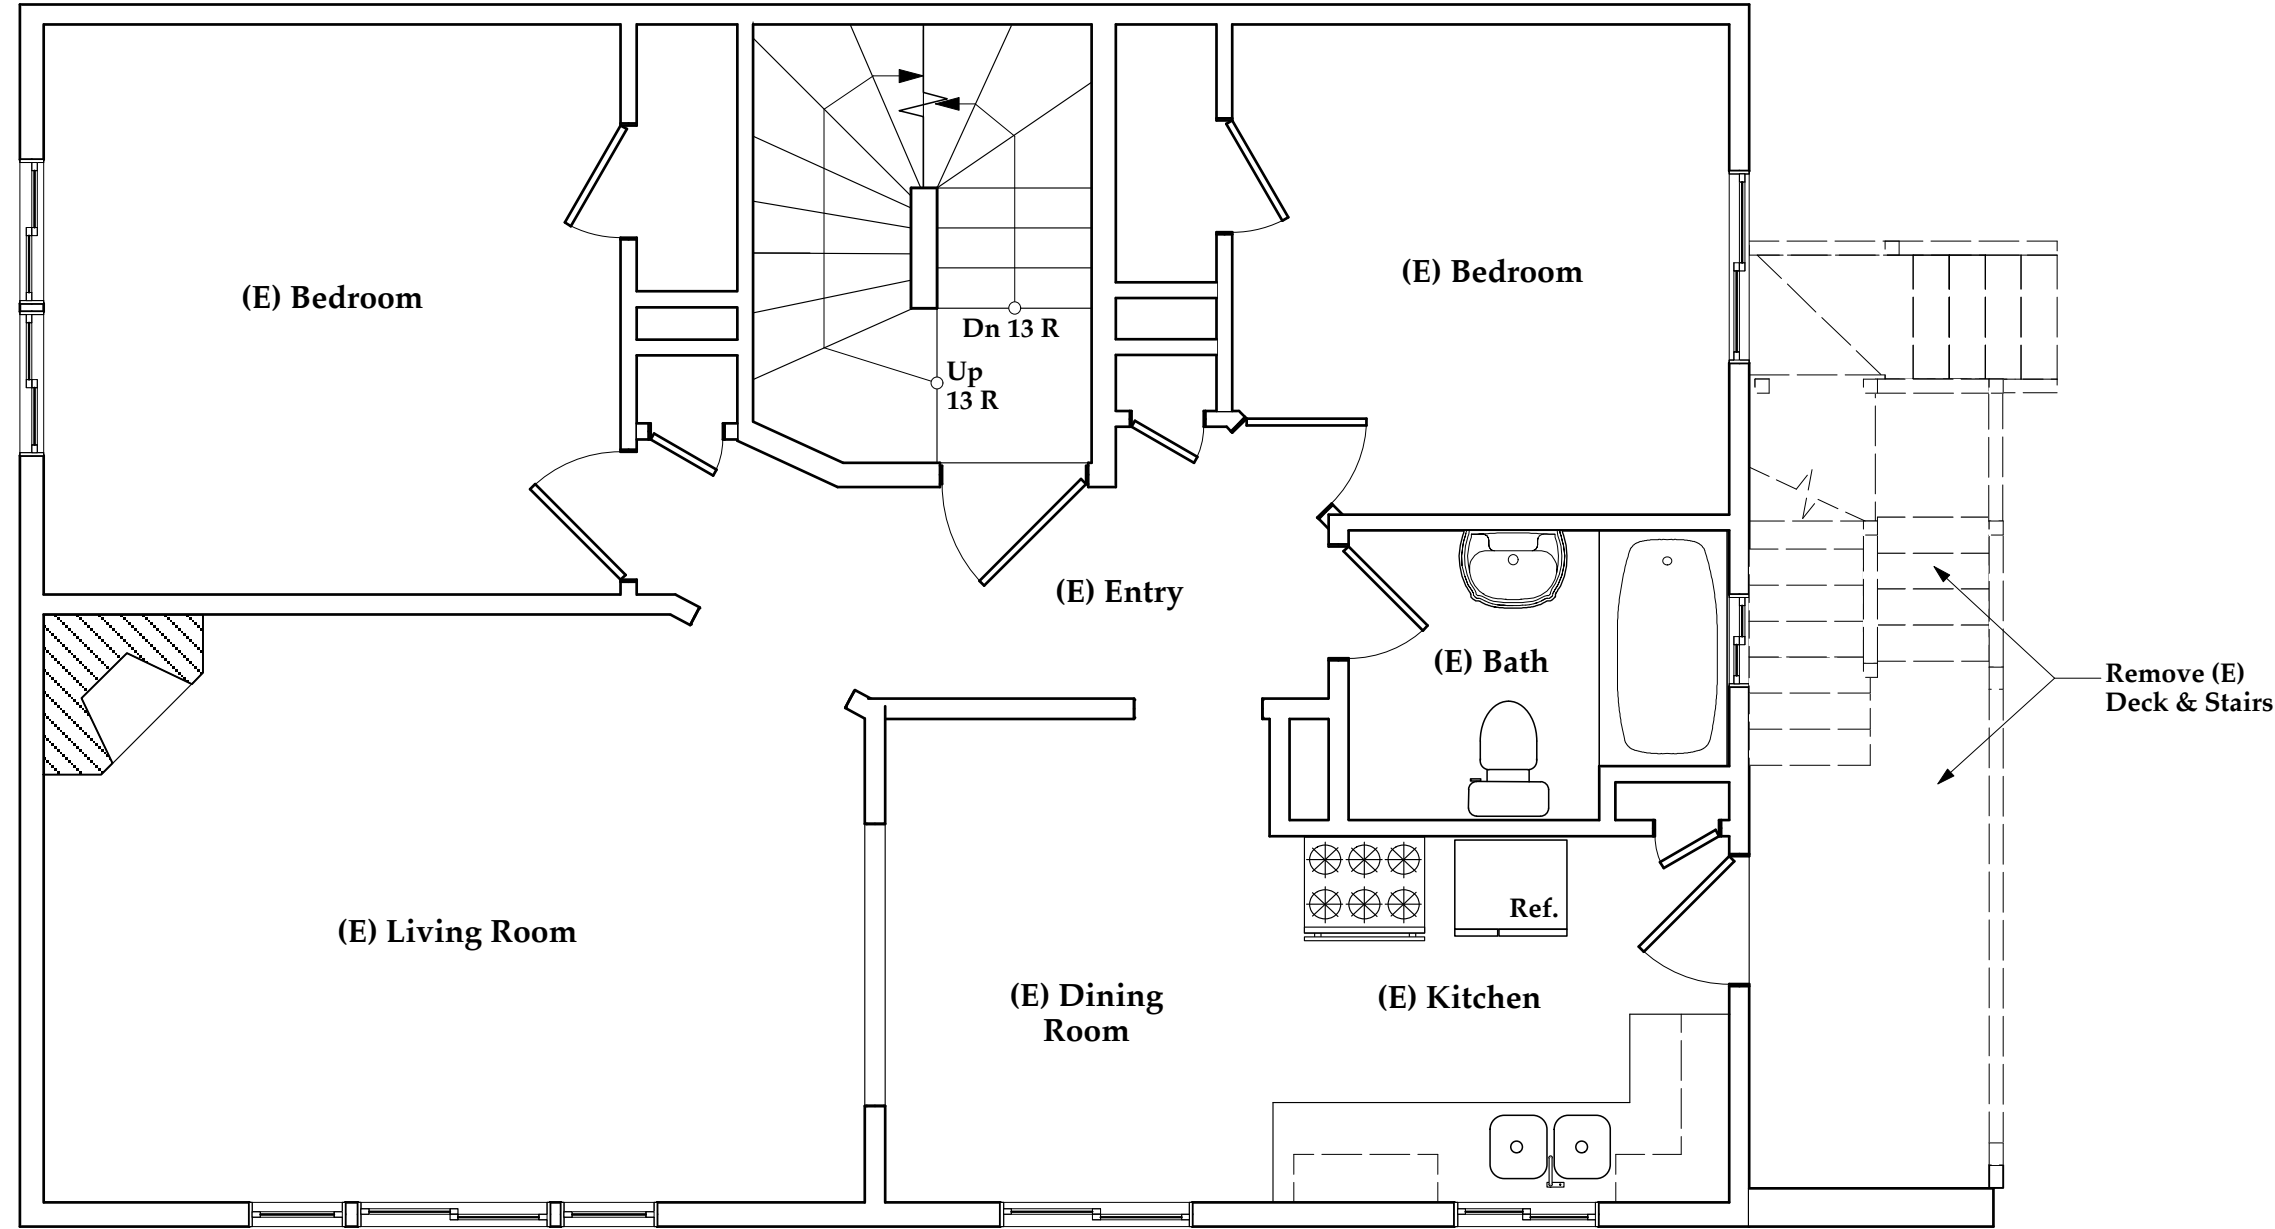 (E) Bedroom
(E) Bedroom
Dn 13 R
Up
13 R
(E) Entry
(E) Bath
Remove (E)
Deck & Stairs
Ref.
(E) Living Room
(E) Dining
Room
(E) Kitchen